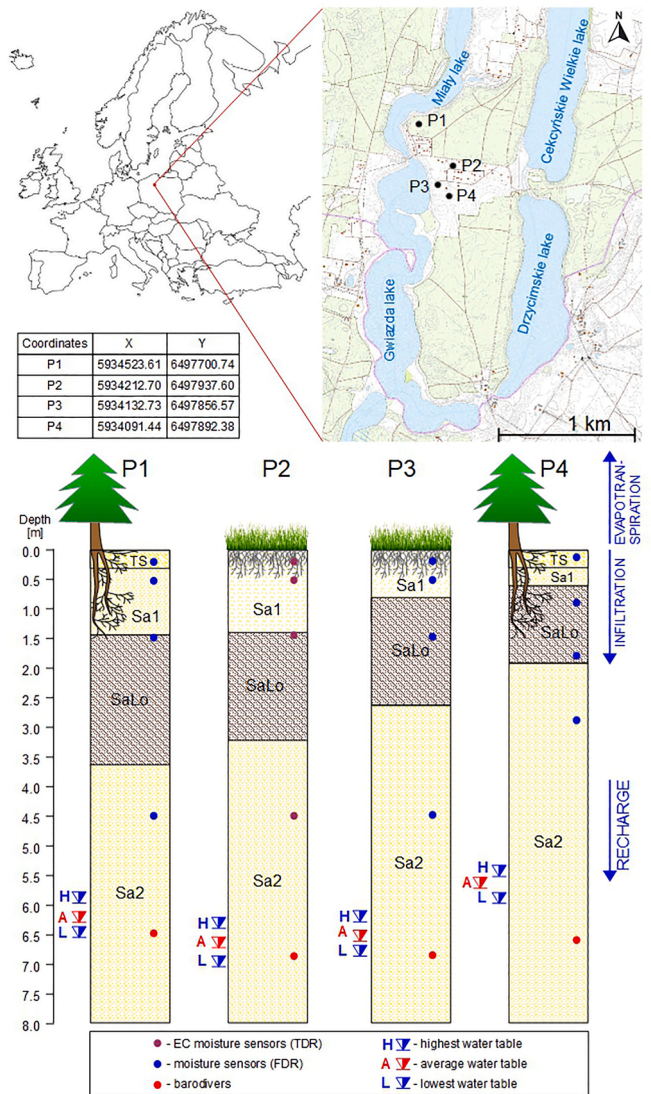 N
Miały lake
Cekcyńskie Wielkie lake
P1
P2
P3
P4
Gwiazda lake
Drzycimskie lake
1 km
Coordinates X Y
P1 5934523.61 6497700.74
P2 5934212.70 6497937.60
P3 5934132.73 6497856.57
P4 5934091.44 6497892.38
P1 P2 P3 P4
EVAPOTRAN-
SPIRATION
INFILTRATION
RECHARGE
Depth
[m]
0.0
0.5
1.0
1.5
2.0
2.5
3.0
3.5
4.0
4.5
5.0
5.5
6.0
6.5
7.0
7.5
8.0
TS
Sa1
SaLo
Sa2
H
A
L
Sa1
SaLo
Sa2
H
A
L
Sa1
SaLo
Sa2
H
A
L
TS
Sa1
SaLo
Sa2
H
A
L
- EC moisture sensors (TDR)
- moisture sensors (FDR)
- barodivers
H - highest water table
A - average water table
L - lowest water table